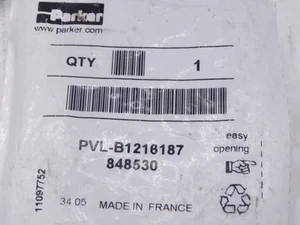 Parker
www parker com
QTY 1
PVL-B1216187
848530
easy
opening
11097752
34 05 MADE IN FRANCE